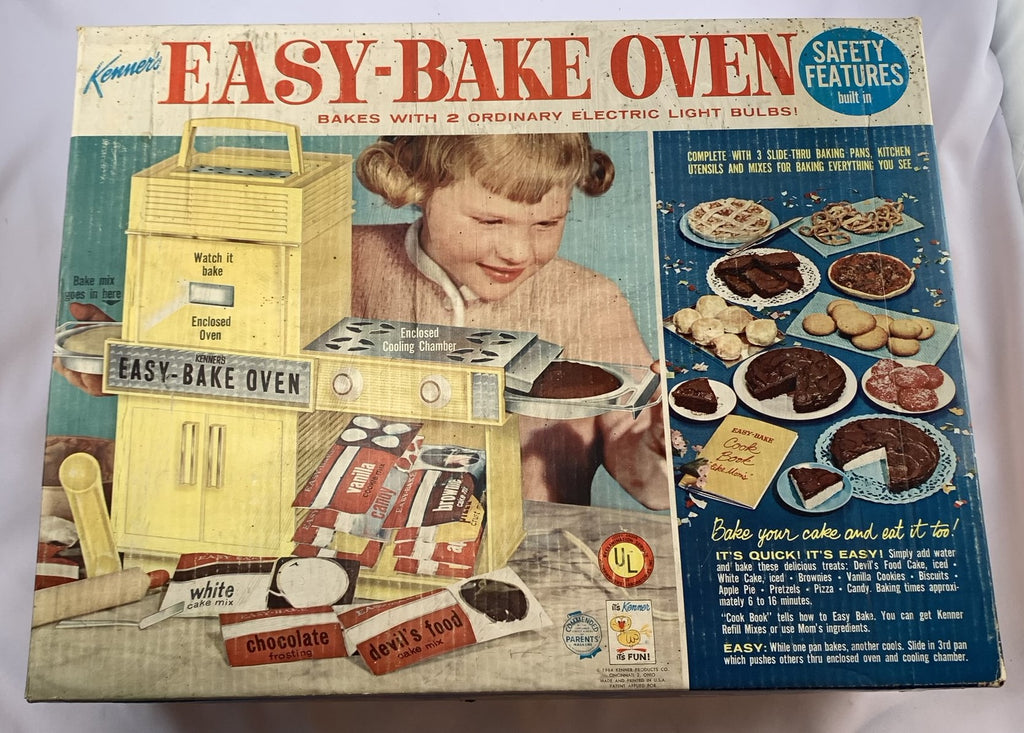 Kenner's
EASY-BAKE OVEN
BAKES WITH 2 ORDINARY ELECTRIC LIGHT BULBS!
SAFETY
FEATURES
built in
Watch it
bake
Bake mix
goes in here
Enclosed
Oven
Enclosed
Cooling Chamber
KENNER'S
EASY-BAKE OVEN
vanilla
candy
brownie
white
cake mix
chocolate
frosting
devil's food
cake mix
UL
COMMENDED
PARENTS'
MAGAZINE
IT'S Kenner
IT'S FUN!
© 1964 KENNER PRODUCTS CO.
CINCINNATI 2, OHIO
MADE AND PRINTED IN U.S.A.
PATENT APPLIED FOR
COMPLETE WITH 3 SLIDE-THRU BAKING PANS, KITCHEN
UTENSILS AND MIXES FOR BAKING EVERYTHING YOU SEE
EASY-BAKE
Cook
Book
"like Mom's"
Bake your cake and eat it too!
IT'S QUICK! IT'S EASY! Simply add water
and bake these delicious treats: Devil's Food Cake, iced •
White Cake, iced • Brownies • Vanilla Cookies • Biscuits •
Apple Pie • Pretzels • Pizza • Candy. Baking times approxi-
mately 6 to 16 minutes.
"Cook Book" tells how to Easy Bake. You can get Kenner
Refill Mixes or use Mom's ingredients.
EASY: While one pan bakes, another cools. Slide in 3rd pan
which pushes others thru enclosed oven and cooling chamber.